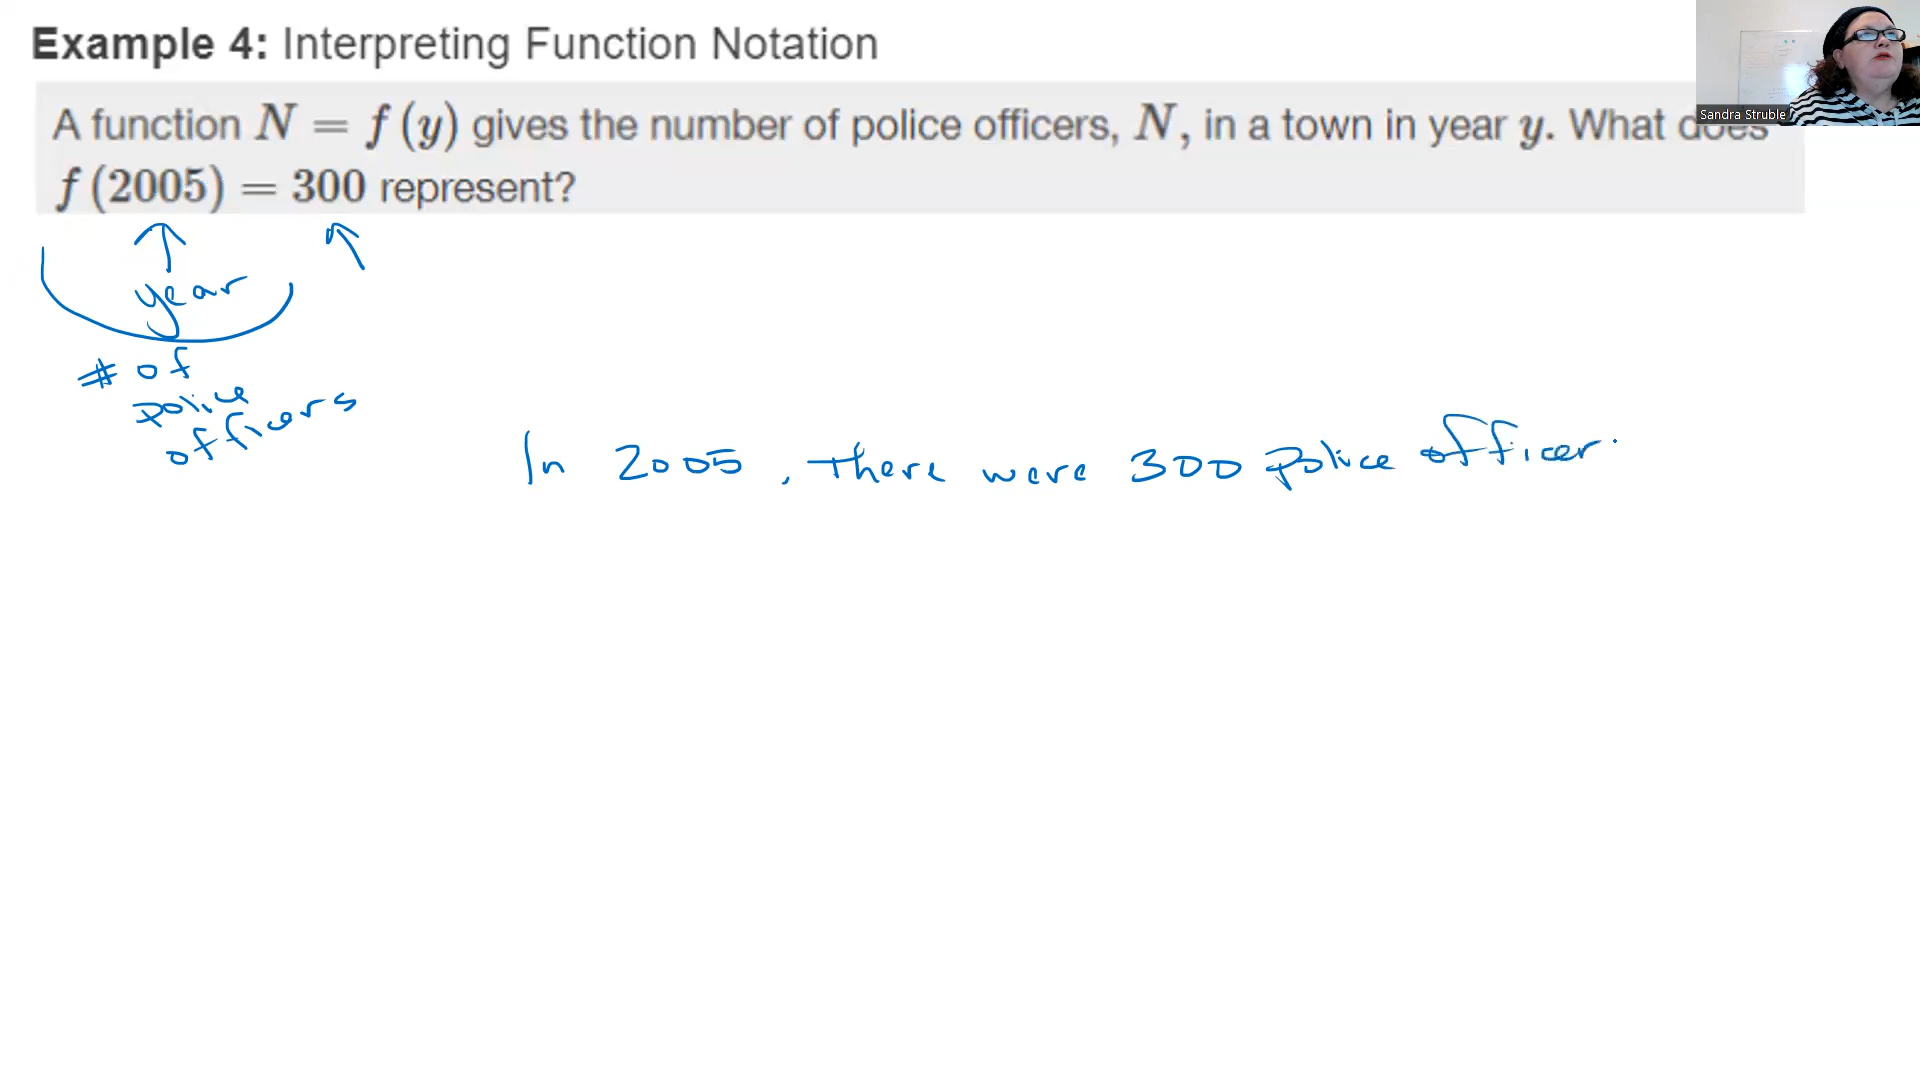 Example 4: Interpreting Function Notation
Sandra Struble
A function N = f (y) gives the number of police officers, N, in a town in year y. What does
f (2005) = 300 represent?
year
# of
police
officers
In 2005, there were 300 police officer.